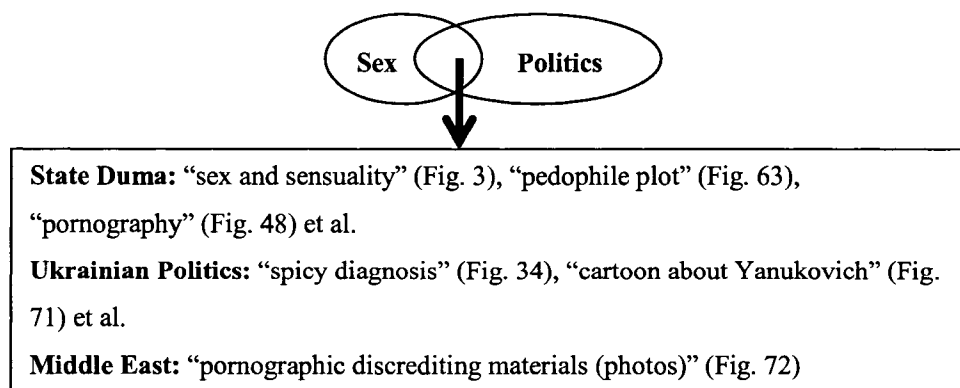 Sex Politics
State Duma: “sex and sensuality” (Fig. 3), “pedophile plot” (Fig. 63),
“pornography” (Fig. 48) et al.
Ukrainian Politics: “spicy diagnosis” (Fig. 34), “cartoon about Yanukovich” (Fig.
71) et al.
Middle East: “pornographic discrediting materials (photos)” (Fig. 72)